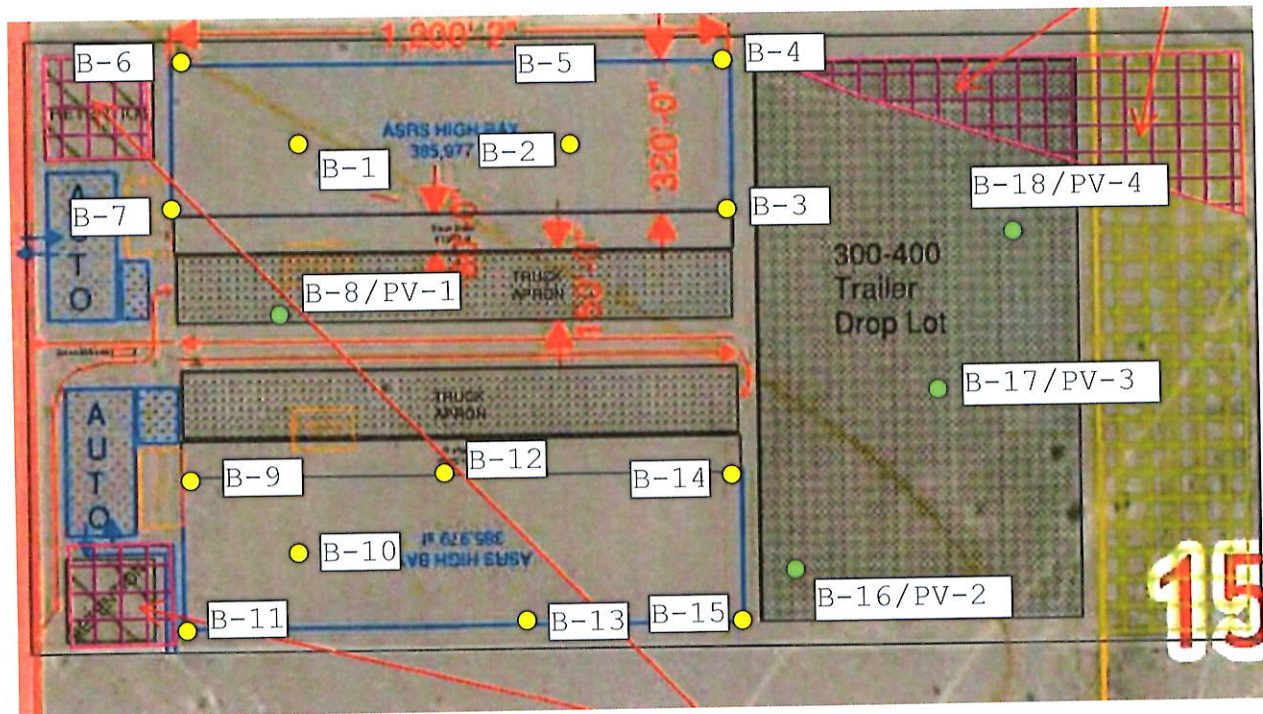 1,200'-2"
B-6
B-5
B-4
RETENTION
ASRS HIGH BAY
385,977
B-1
B-2
320'-0"
B-18/PV-4
B-7
B-3
AUTO
300-400
Trailer
Drop Lot
B-8/PV-1
TRUCK
APRON
B-17/PV-3
TRUCK
APRON
AUTO
B-12
B-9
B-14
B-10
385,979 sf
ASRS HIGH BAY
B-16/PV-2
B-11
B-13
B-15
15